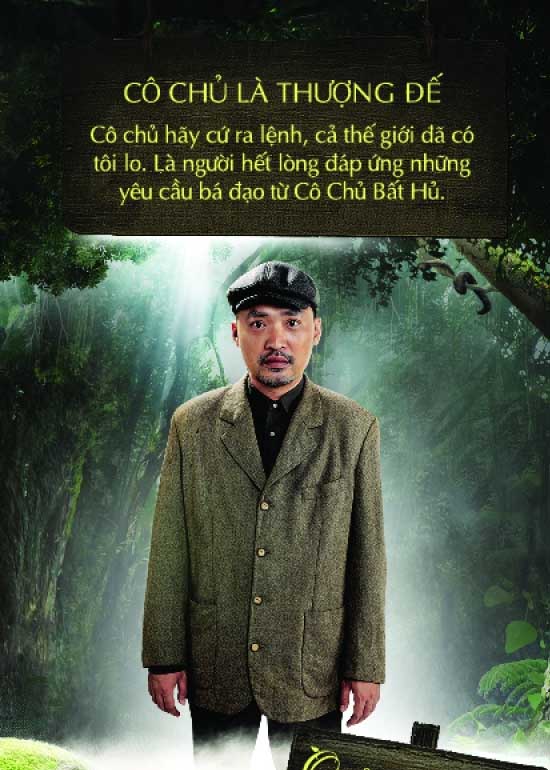 CÔ CHỦ LÀ THƯỢNG ĐẾ
Cô chủ hãy cứ ra lệnh, cả thế giới đã có
tôi lo. Là người hết lòng đáp ứng những
yêu cầu bá đạo từ Cô Chủ Bất Hủ.